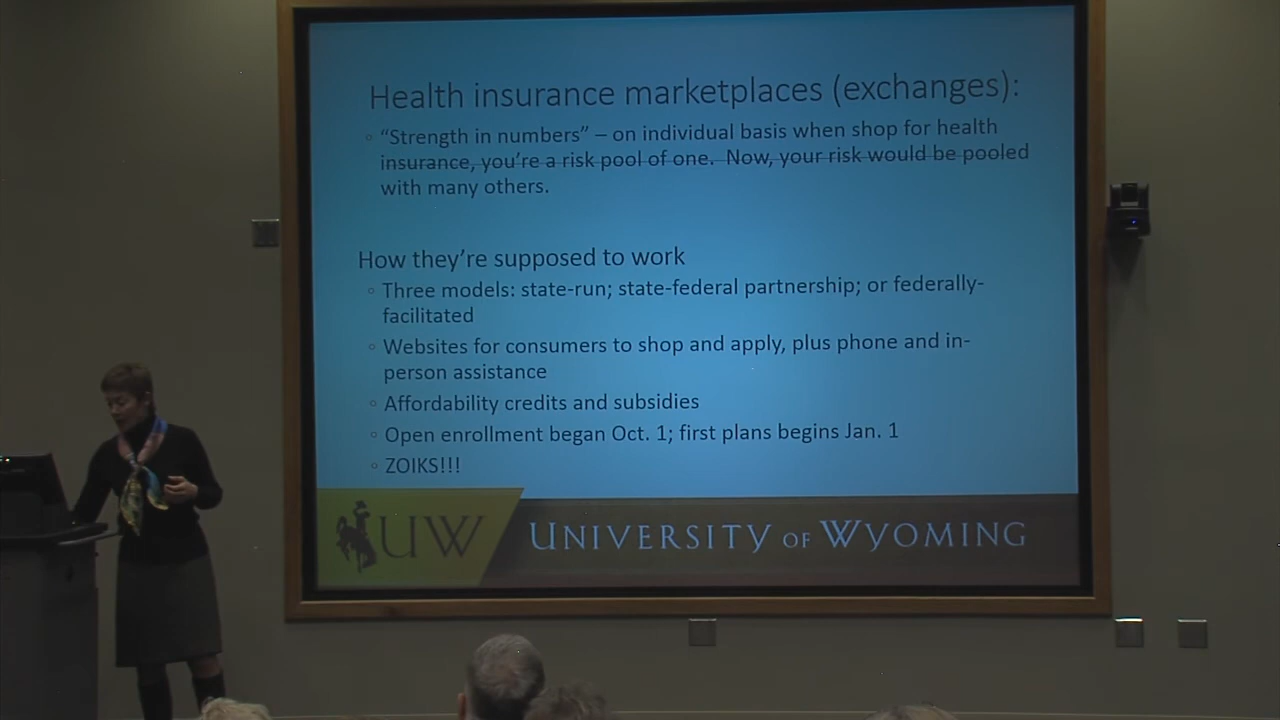 Health insurance marketplaces (exchanges):
◦ “Strength in numbers” – on individual basis when shop for health
insurance, you’re a risk pool of one. Now, your risk would be pooled
with many others.
How they’re supposed to work
◦ Three models: state-run; state-federal partnership; or federally-
facilitated
◦ Websites for consumers to shop and apply, plus phone and in-
person assistance
◦ Affordability credits and subsidies
◦ Open enrollment began Oct. 1; first plans begins Jan. 1
◦ ZOIKS!!!
UW UNIVERSITY OF WYOMING